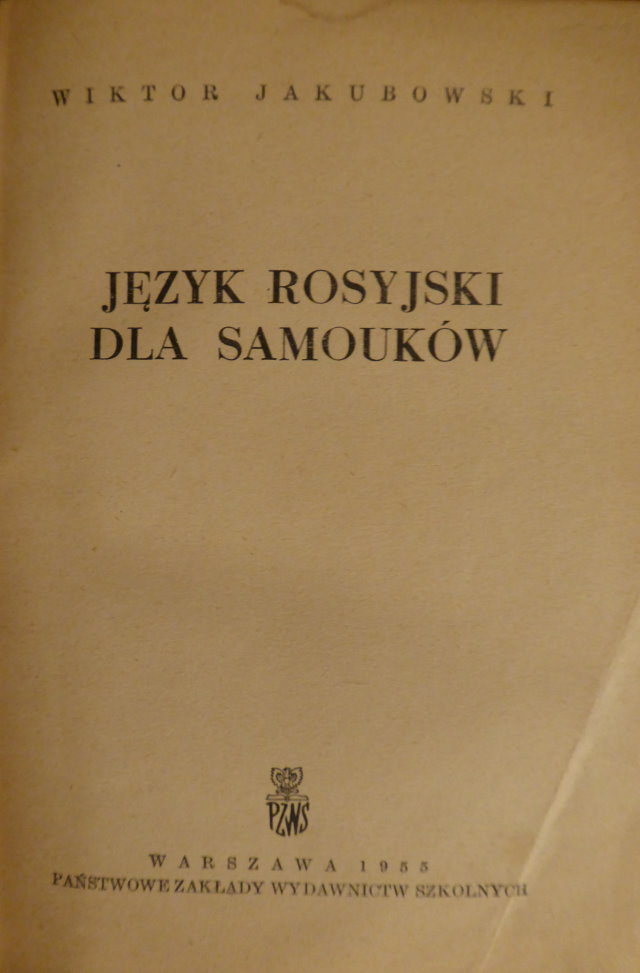 WIKTOR JAKUBOWSKI
JĘZYK ROSYJSKI
DLA SAMOUKÓW
PZWS
WARSZAWA 1955
PAŃSTWOWE ZAKŁADY WYDAWNICTW SZKOLNYCH